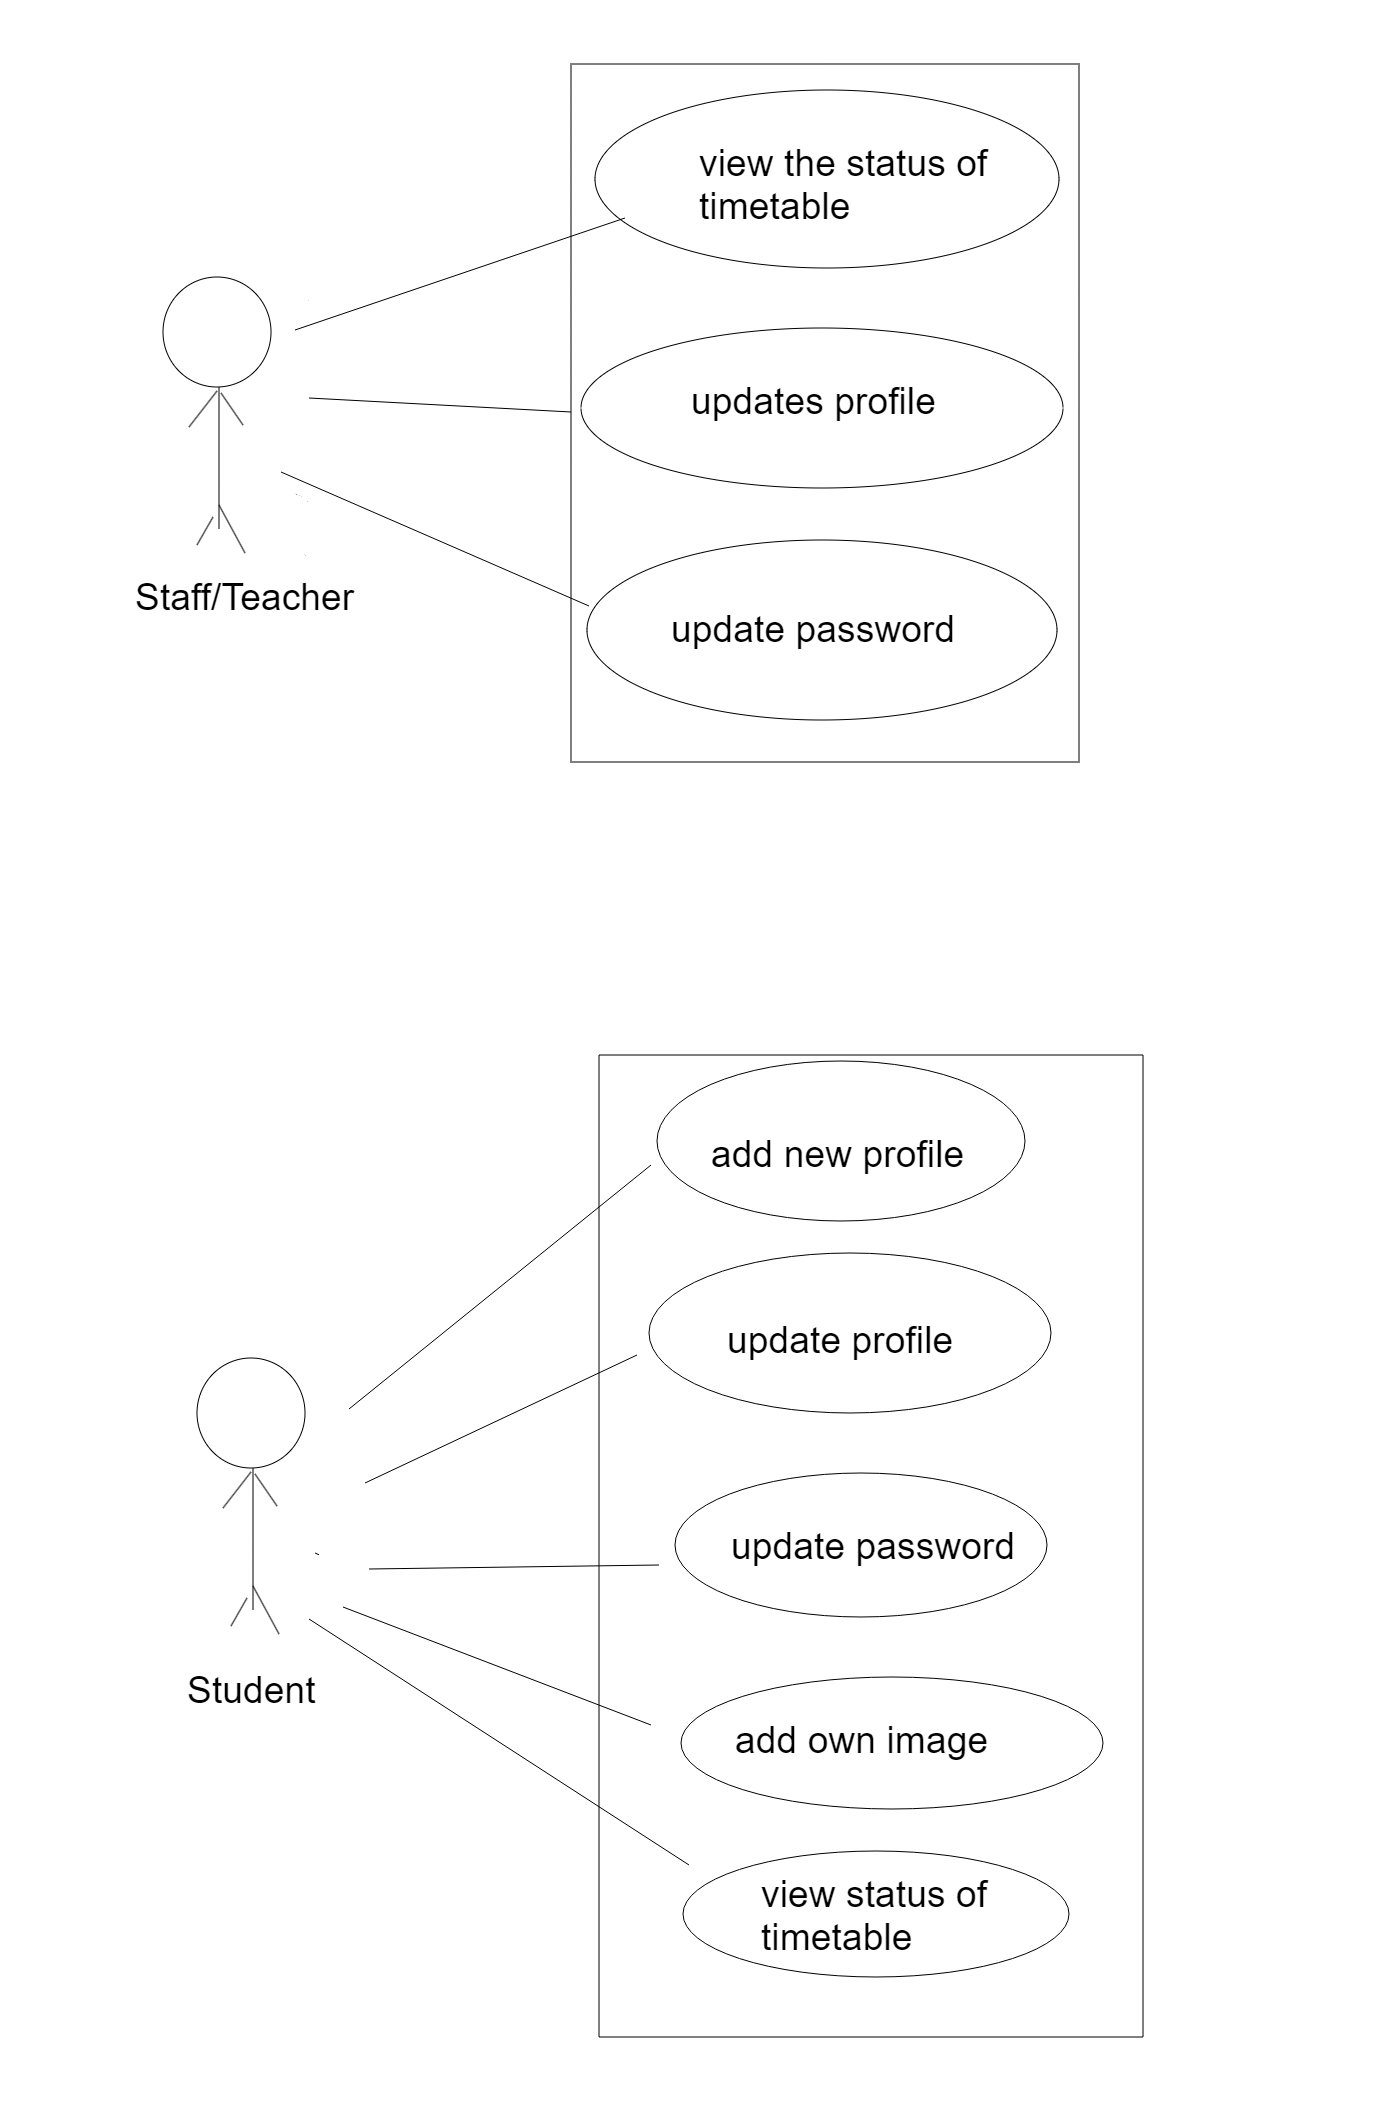 view the status of
timetable
updates profile
update password
Staff/Teacher
add new profile
update profile
update password
Student
add own image
view status of
timetable